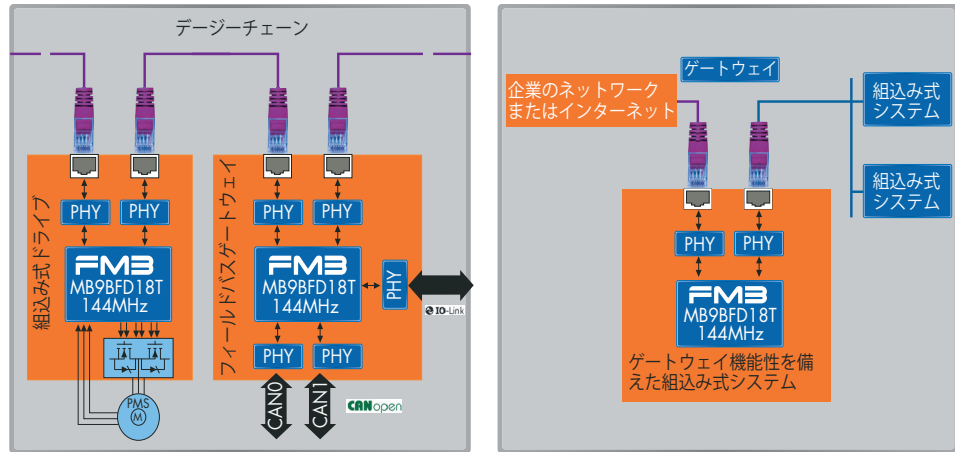 デージーチェーン
組込み式ドライブ
PHY
PHY
FM3
MB9BFD18T
144MHz
PMS
M
フィールドバスゲートウェイ
PHY
PHY
FM3
MB9BFD18T
144MHz
PHY
IO-Link
PHY
PHY
CAN0
CAN1
CANopen
ゲートウェイ
企業のネットワーク
またはインターネット
組込み式
システム
組込み式
システム
PHY
PHY
FM3
MB9BFD18T
144MHz
ゲートウェイ機能性を備
えた組込み式システム